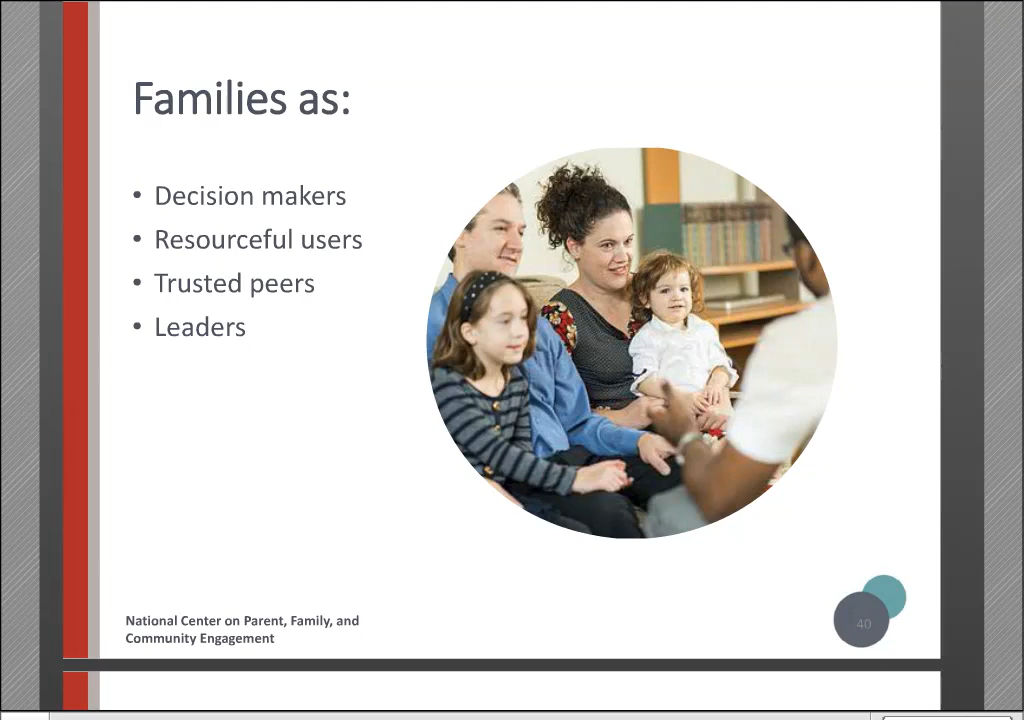 Families as:
• Decision makers
• Resourceful users
• Trusted peers
• Leaders
National Center on Parent, Family, and
Community Engagement
40